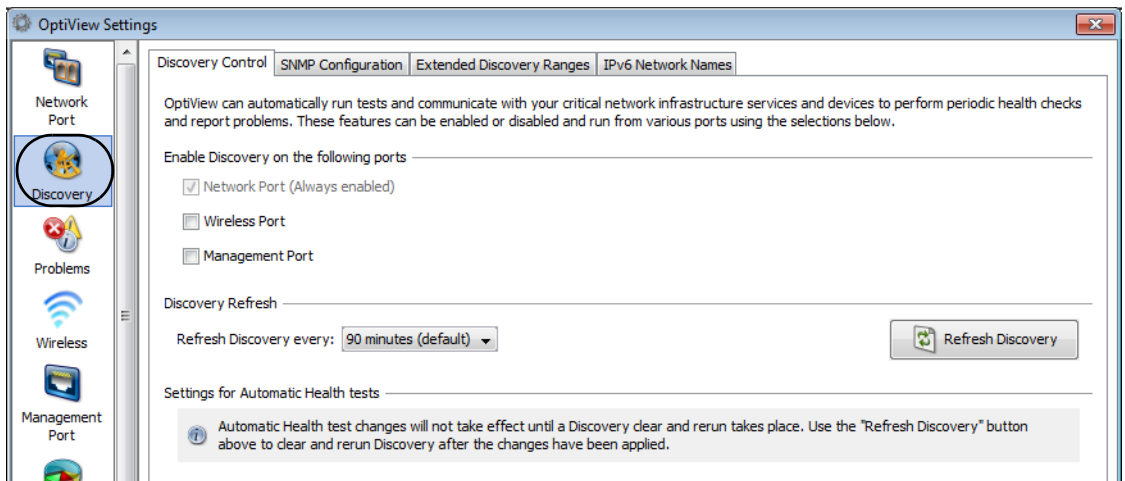 OptiView Settings
Network
Port
Discovery
Problems
Wireless
Management
Port
Discovery Control
SNMP Configuration
Extended Discovery Ranges
IPv6 Network Names
OptiView can automatically run tests and communicate with your critical network infrastructure services and devices to perform periodic health checks
and report problems. These features can be enabled or disabled and run from various ports using the selections below.
Enable Discovery on the following ports
Network Port (Always enabled)
Wireless Port
Management Port
Discovery Refresh
Refresh Discovery every: 90 minutes (default)
Refresh Discovery
Settings for Automatic Health tests
Automatic Health test changes will not take effect until a Discovery clear and rerun takes place. Use the "Refresh Discovery" button
above to clear and rerun Discovery after the changes have been applied.